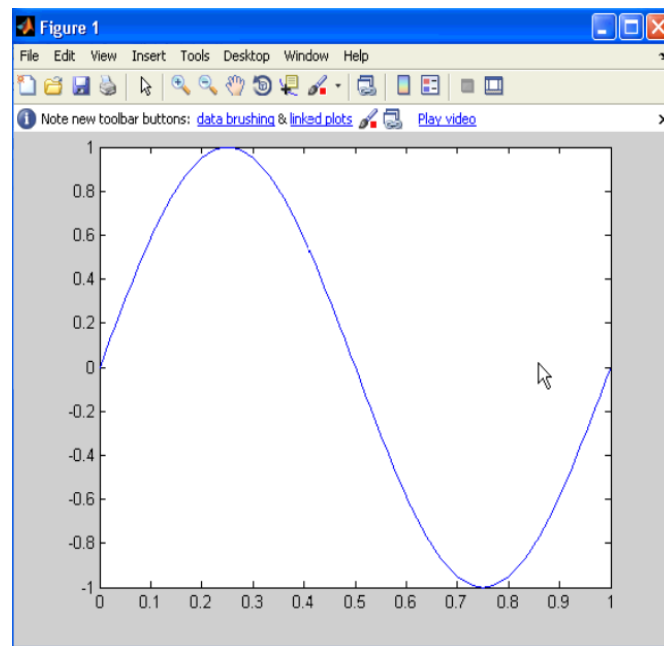 Figure 1
File Edit View Insert Tools Desktop Window Help
Note new toolbar buttons: data brushing & linked plots Play video
1
0.8
0.6
0.4
0.2
0
-0.2
-0.4
-0.6
-0.8
-1
0 0.1 0.2 0.3 0.4 0.5 0.6 0.7 0.8 0.9 1